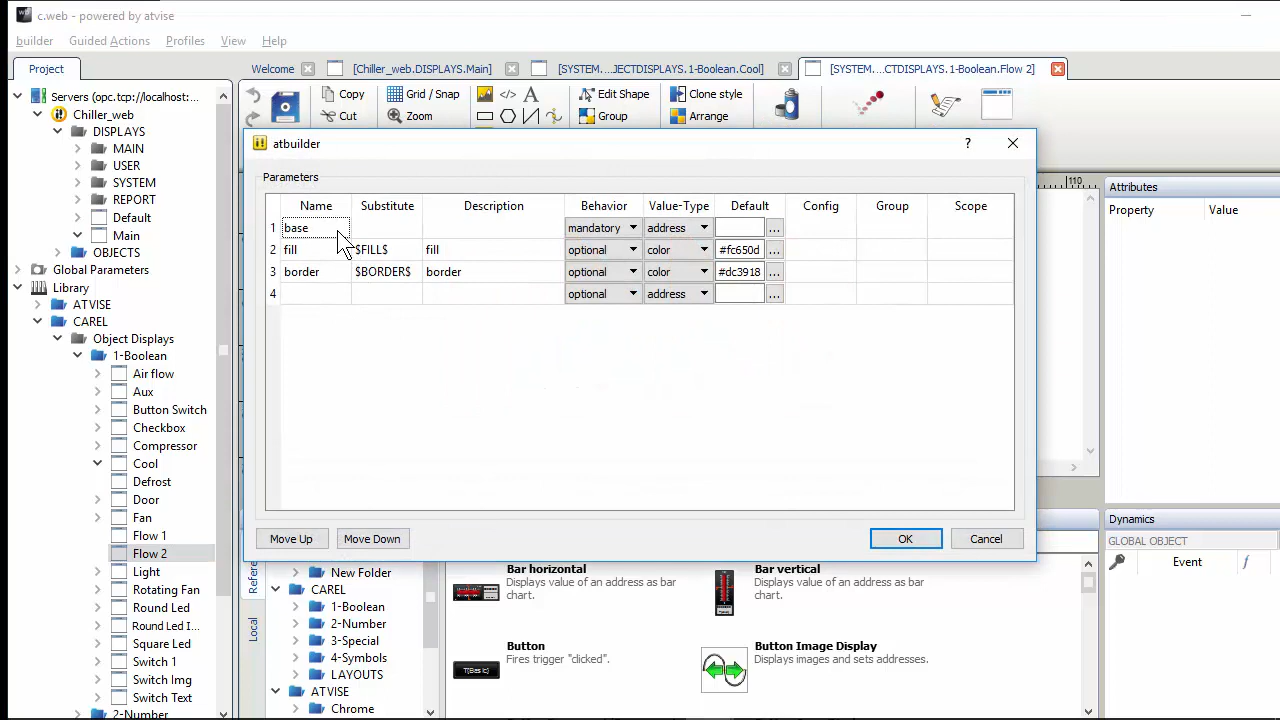 c.web - powered by atvise
builder Guided Actions Profiles View Help
Project
Welcome
[Chiller_web.DISPLAYS.Main]
[SYSTEM. ...JECTDISPLAYS.1-Boolean.Cool]
[SYSTEM. ...CTDISPLAYS.1-Boolean.Flow 2]
Copy
Cut
Grid / Snap
Zoom
Edit Shape
Group
Clone style
Arrange
Servers (opc.tcp://localhost:...
Chiller_web
DISPLAYS
MAIN
USER
SYSTEM
REPORT
Default
Main
OBJECTS
Global Parameters
Library
ATVISE
CAREL
Object Displays
1-Boolean
Air flow
Aux
Button Switch
Checkbox
Compressor
Cool
Defrost
Door
Fan
Flow 1
Flow 2
Light
Rotating Fan
Round Led
Round Led I...
Square Led
Switch 1
Switch Img
Switch Text
2-Number
atbuilder
?
Parameters
Name Substitute Description Behavior Value-Type Default Config Group Scope
1 base mandatory address ...
2 fill $FILL$ fill optional color #fc650d ...
3 border $BORDER$ border optional color #dc3918 ...
4 optional address ...
Move Up Move Down OK Cancel
110
Attributes
Property Value
Dynamics
GLOBAL OBJECT
Event
Refere
Local
New Folder
CAREL
1-Boolean
2-Number
3-Special
4-Symbols
LAYOUTS
ATVISE
Chrome
Bar horizontal
Displays value of an address as bar
chart.
Bar vertical
Displays value of an address as bar
chart.
Button
Fires trigger "clicked".
Button Image Display
Displays images and sets addresses.